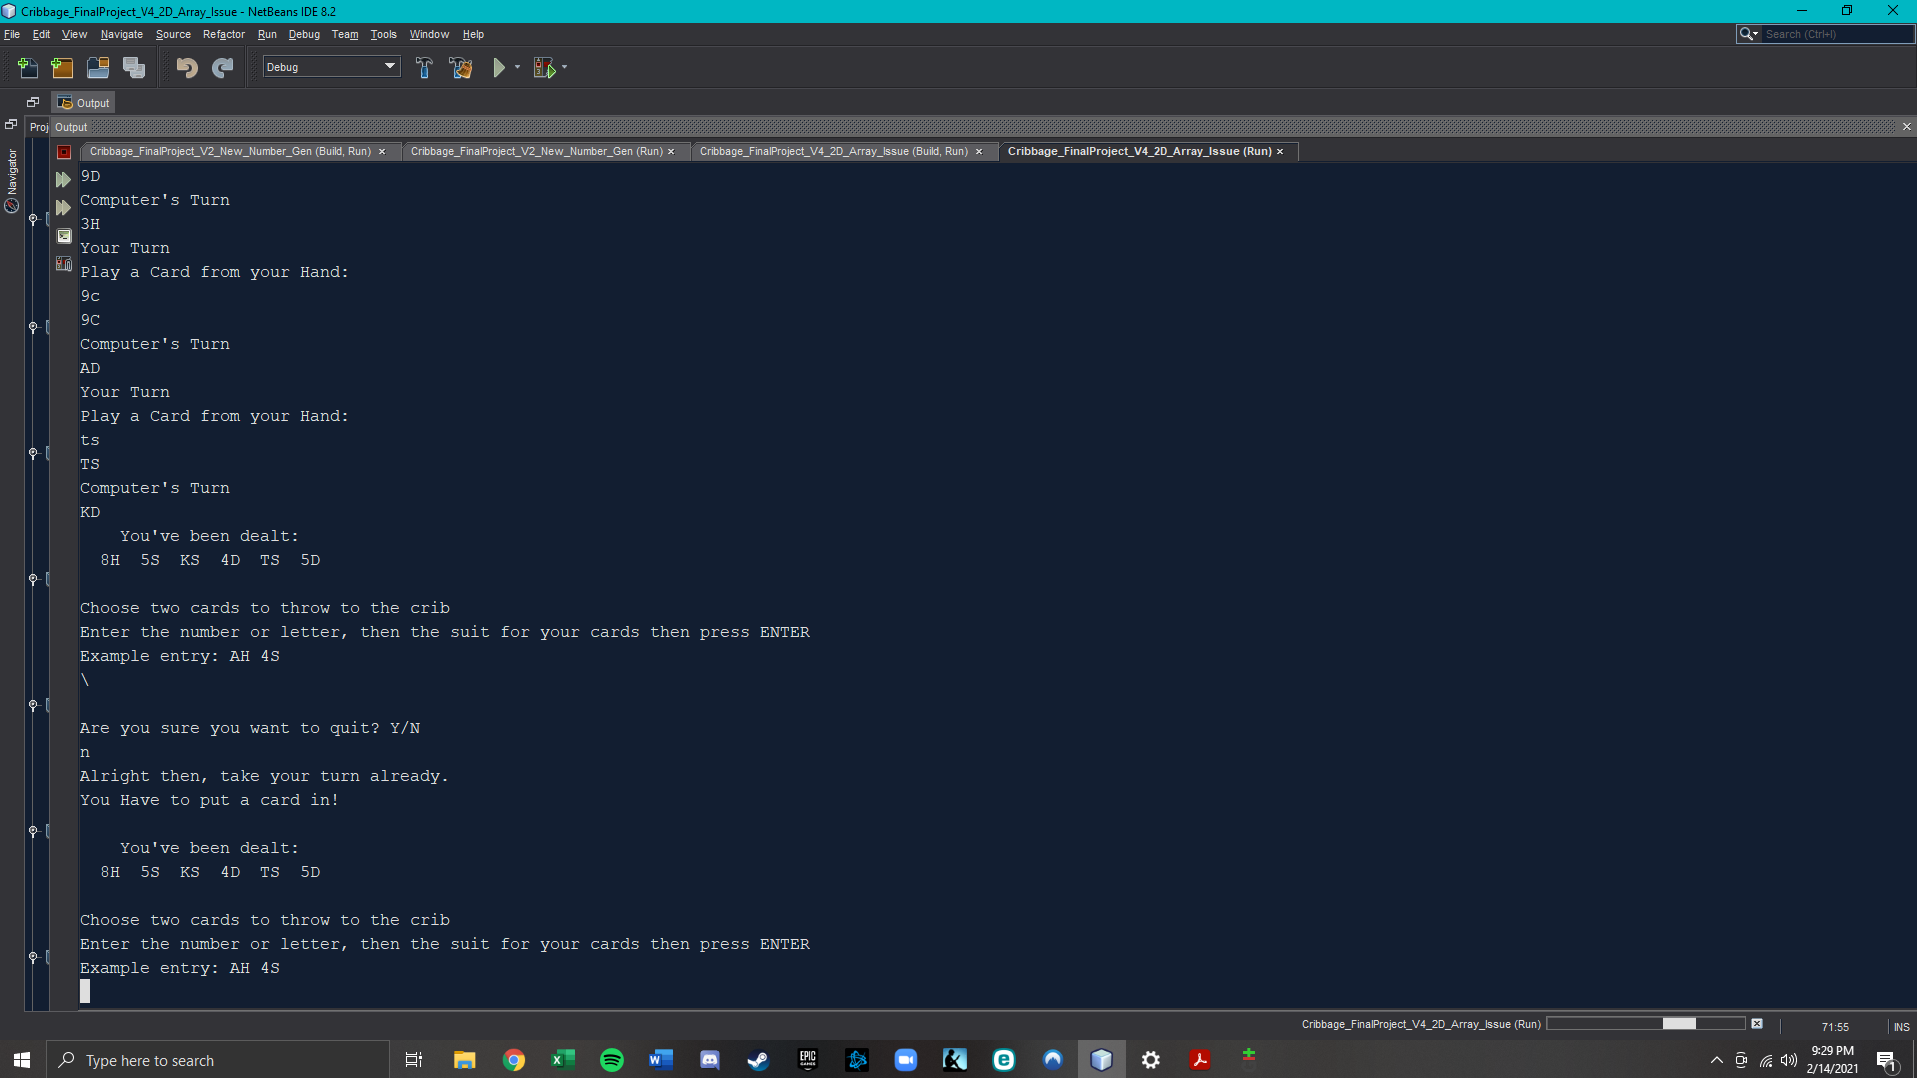 Cribbage_FinalProject_V4_2D_Array_Issue - NetBeans IDE 8.2
File Edit View Navigate Source Refactor Run Debug Team Tools Window Help
Search (Ctrl+I)
Debug
Output
Proj Output
Navigator
Cribbage_FinalProject_V2_New_Number_Gen (Build, Run) Cribbage_FinalProject_V2_New_Number_Gen (Run) Cribbage_FinalProject_V4_2D_Array_Issue (Build, Run) Cribbage_FinalProject_V4_2D_Array_Issue (Run)
9D
Computer's Turn
3H
Your Turn
Play a Card from your Hand:
9c
9C
Computer's Turn
AD
Your Turn
Play a Card from your Hand:
ts
TS
Computer's Turn
KD
You've been dealt:
8H 5S KS 4D TS 5D
Choose two cards to throw to the crib
Enter the number or letter, then the suit for your cards then press ENTER
Example entry: AH 4S
\
Are you sure you want to quit? Y/N
n
Alright then, take your turn already.
You Have to put a card in!
You've been dealt:
8H 5S KS 4D TS 5D
Choose two cards to throw to the crib
Enter the number or letter, then the suit for your cards then press ENTER
Example entry: AH 4S
Cribbage_FinalProject_V4_2D_Array_Issue (Run) 71:55 INS
Type here to search
EPIC GAMES
9:29 PM
2/14/2021
1